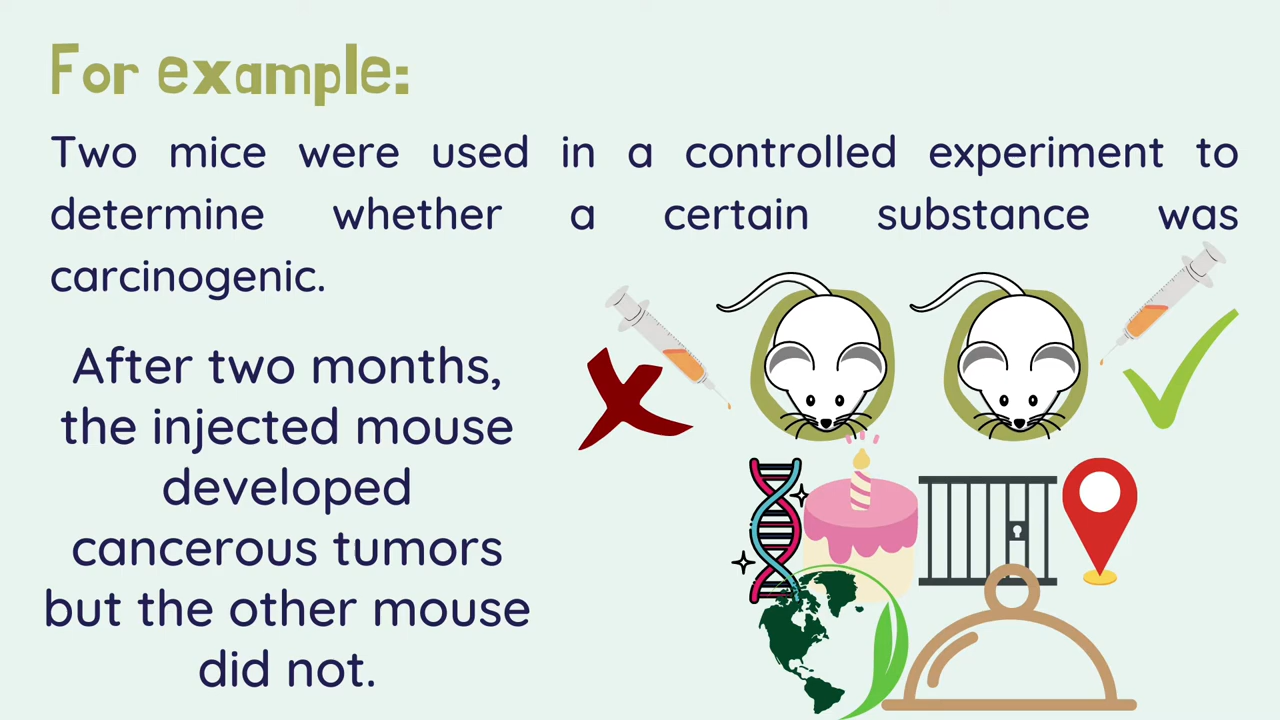 For example:
Two mice were used in a controlled experiment to
determine whether a certain substance was
carcinogenic.
After two months,
the injected mouse
developed
cancerous tumors
but the other mouse
did not.